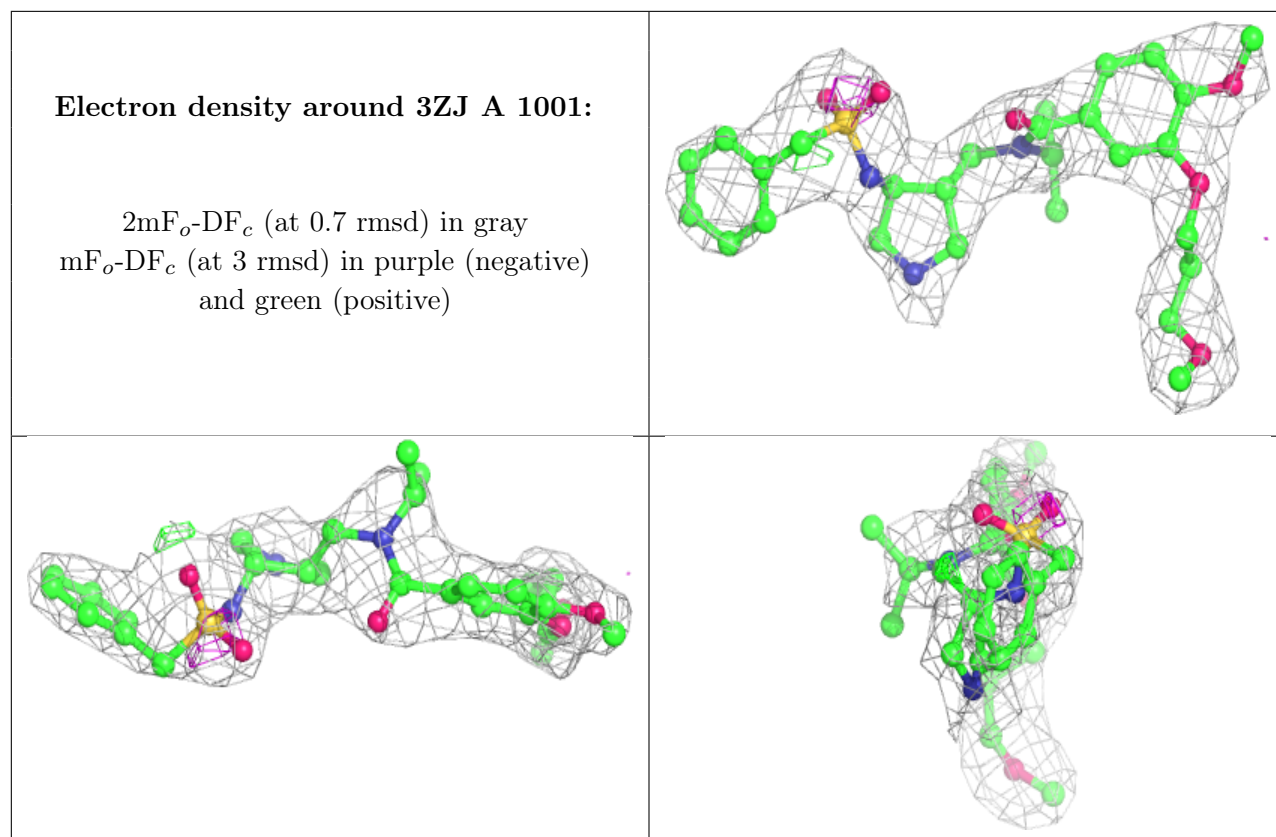 Electron density around 3ZJ A 1001:
2mFₒ-DF𝒸 (at 0.7 rmsd) in gray
mFₒ-DF𝒸 (at 3 rmsd) in purple (negative)
and green (positive)